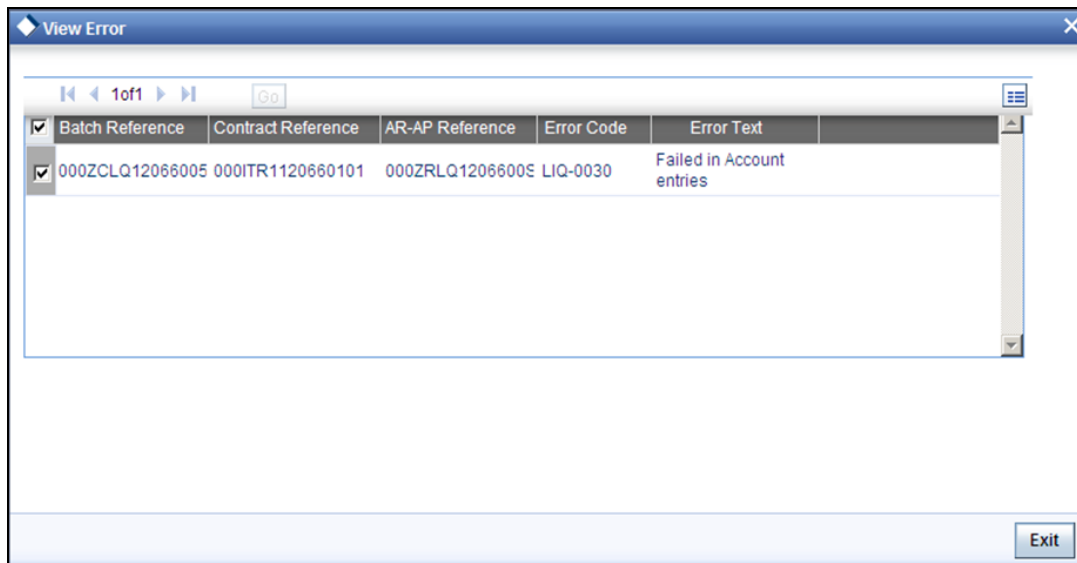 View Error
1of1 Go
Batch Reference Contract Reference AR-AP Reference Error Code Error Text
000ZCLQ12066005 000ITR1120660101 000ZRLQ1206600S LIQ-0030 Failed in Account
entries
Exit